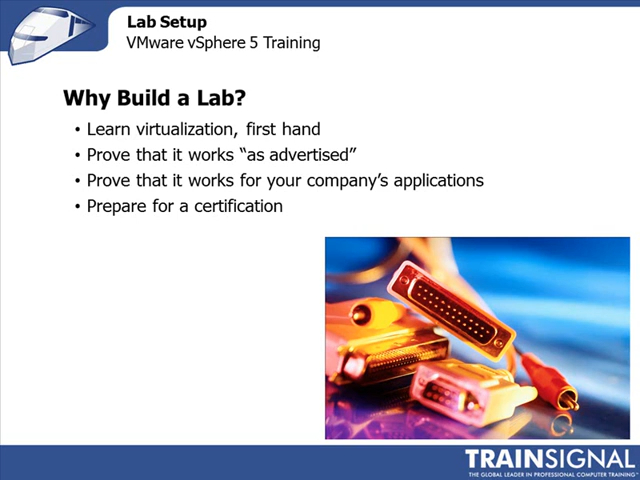 Lab Setup
VMware vSphere 5 Training
Why Build a Lab?
• Learn virtualization, first hand
• Prove that it works “as advertised”
• Prove that it works for your company’s applications
• Prepare for a certification
TRAINSIGNAL
THE GLOBAL LEADER IN PROFESSIONAL COMPUTER TRAINING™